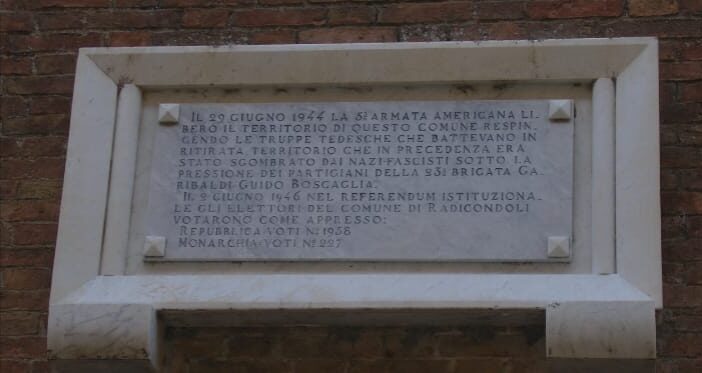 IL 29 GIUGNO 1944 LA 5ª ARMATA AMERICANA LI-
BERÒ IL TERRITORIO DI QUESTO COMUNE RESPIN-
GENDO LE TRUPPE TEDESCHE CHE BATTEVANO IN
RITIRATA, TERRITORIO CHE IN PRECEDENZA ERA
STATO SGOMBRATO DAI NAZI-FASCISTI SOTTO LA
PRESSIONE DEI PARTIGIANI DELLA 23ª BRIGATA GA-
RIBALDI GUIDO BOSCAGLIA.
IL 2 GIUGNO 1946 NEL REFERENDUM ISTITUZIONA-
LE GLI ELETTORI DEL COMUNE DI RADICONDOLI
VOTARONO COME APPRESSO:
REPUBBLICA: VOTI Nº 1938
MONARCHIA: VOTI Nº 227